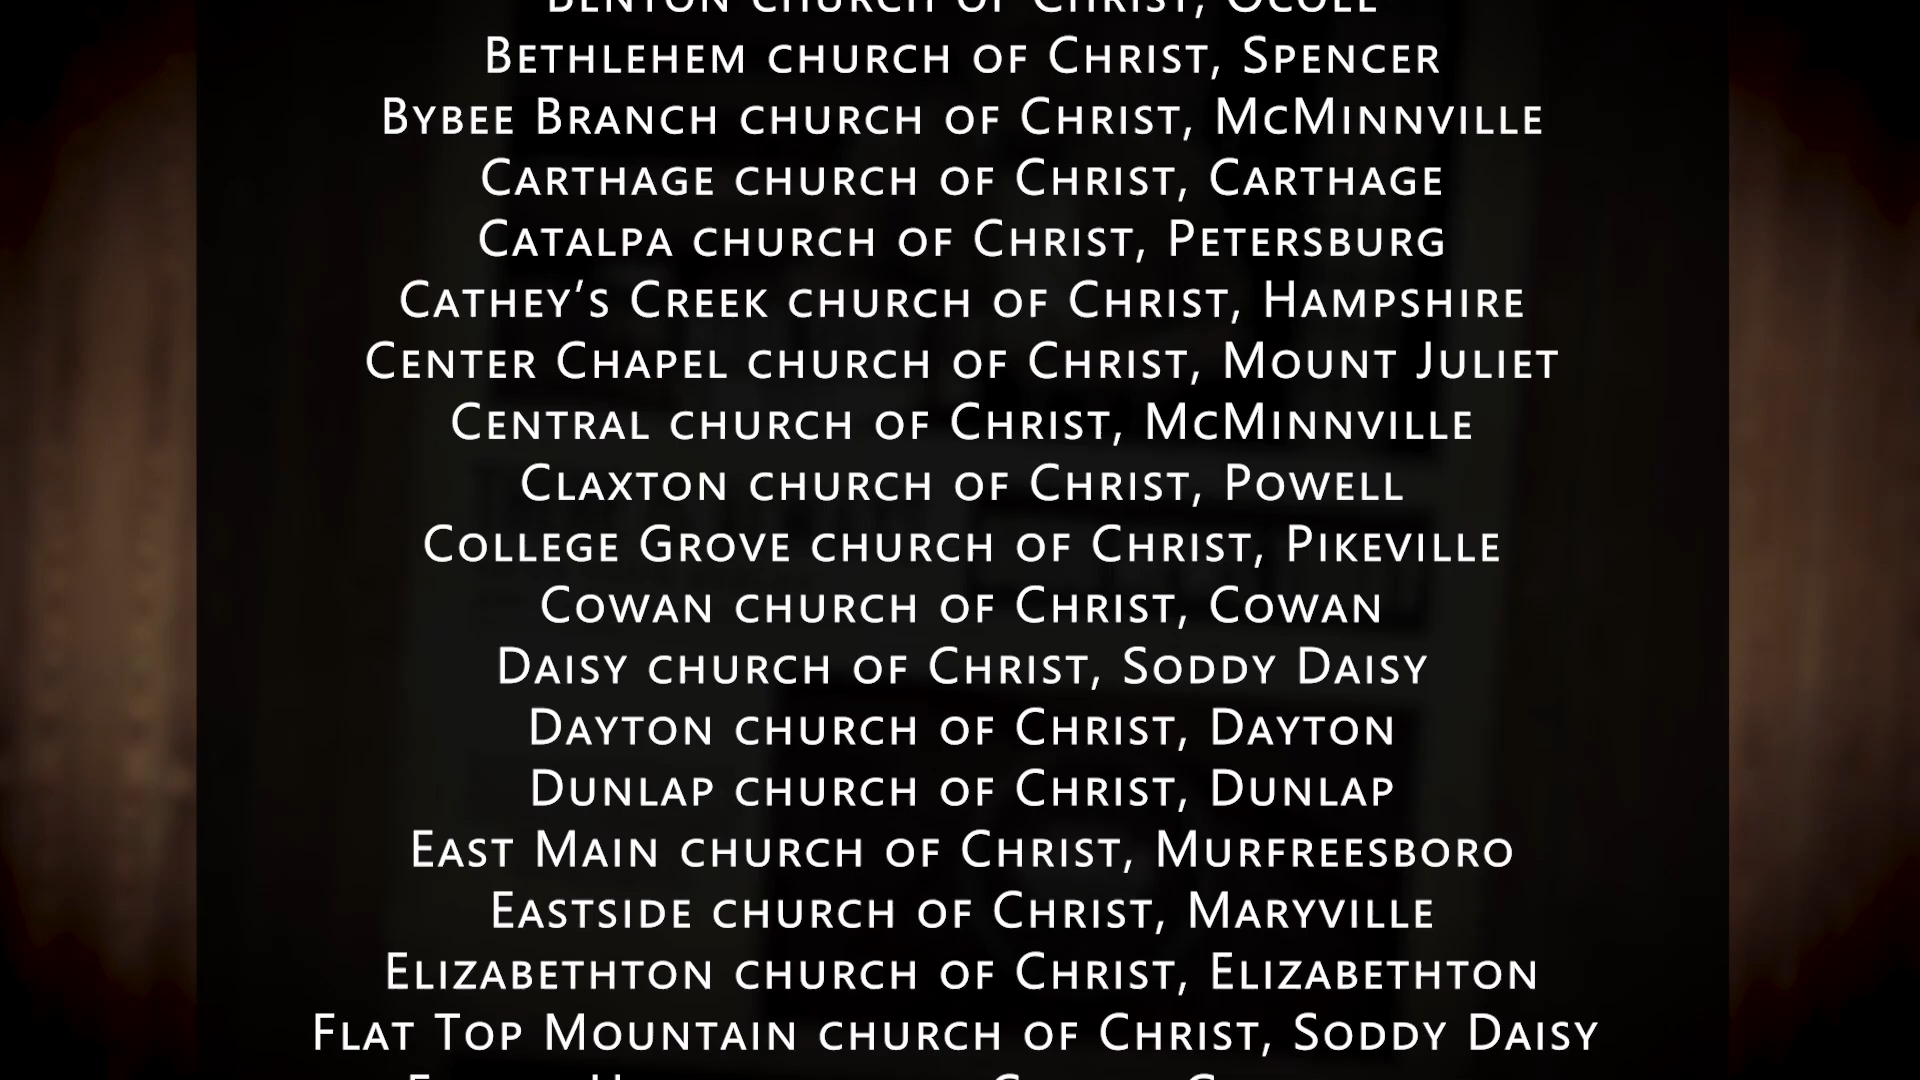 Benton church of Christ, Ocoee
Bethlehem church of Christ, Spencer
Bybee Branch church of Christ, McMinnville
Carthage church of Christ, Carthage
Catalpa church of Christ, Petersburg
Cathey’s Creek church of Christ, Hampshire
Center Chapel church of Christ, Mount Juliet
Central church of Christ, McMinnville
Claxton church of Christ, Powell
College Grove church of Christ, Pikeville
Cowan church of Christ, Cowan
Daisy church of Christ, Soddy Daisy
Dayton church of Christ, Dayton
Dunlap church of Christ, Dunlap
East Main church of Christ, Murfreesboro
Eastside church of Christ, Maryville
Elizabethton church of Christ, Elizabethton
Flat Top Mountain church of Christ, Soddy Daisy